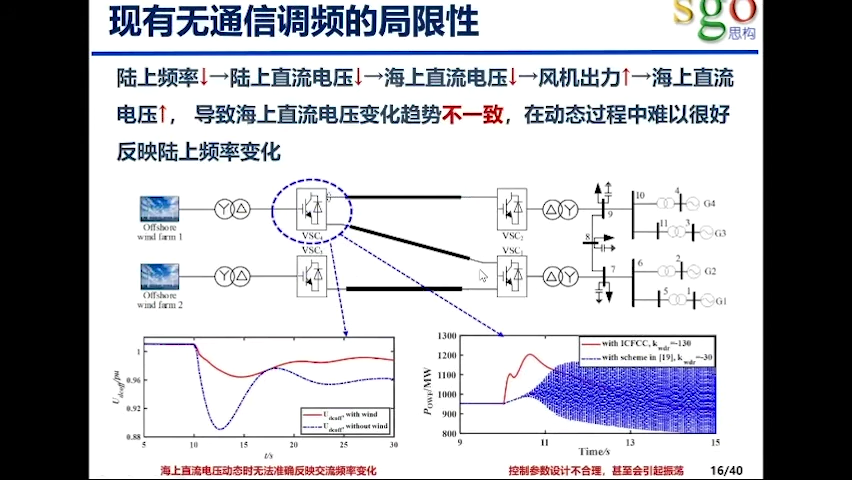 现有无通信调频的局限性
sgo
思构
陆上频率↓→陆上直流电压↓→海上直流电压↓→风机出力↑→海上直流
电压↑， 导致海上直流电压变化趋势不一致，在动态过程中难以很好
反映陆上频率变化
Offshore
wind farm 1
VSC4
VSC3
Offshore
wind farm 2
VSC2
VSC1
9
8
7
10
4
G4
11
3
G3
6
2
G2
5
1
G1
Udcoff/pu
1
0.96
0.92
0.88
5
10
15
20
25
30
t/s
Udcoff, with wind
Udcoff, without wind
海上直流电压动态时无法准确反映交流频率变化
POWF/MW
1300
1200
1100
1000
900
800
9
11
13
15
Time/s
with ICFCC, kwdr=-130
with scheme in [19], kwdr=-30
控制参数设计不合理，甚至会引起振荡
16/40